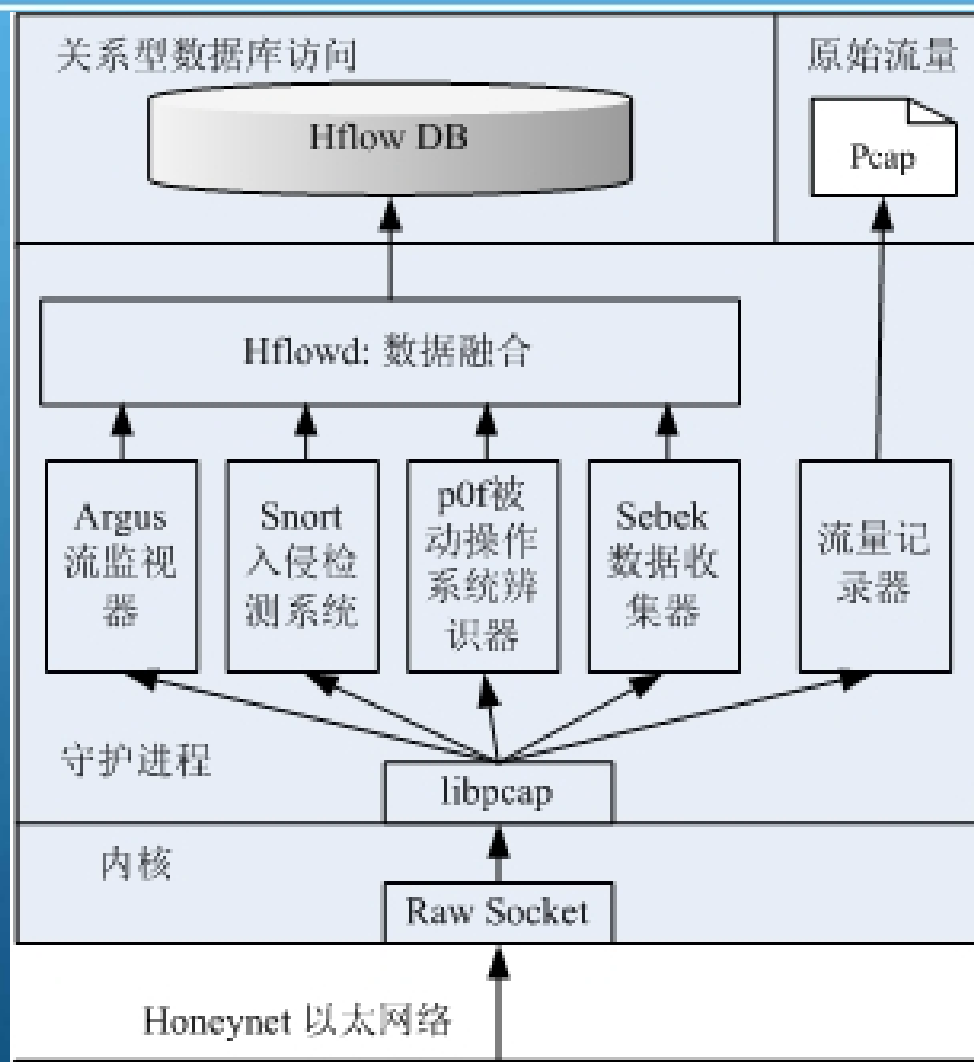 关系型数据库访问
原始流量
Hflow DB
Pcap
Hflowd: 数据融合
Argus
流监视
器
Snort
入侵检
测系统
p0f被
动操作
系统辨
识器
Sebek
数据收
集器
流量记
录器
守护进程
libpcap
内核
Raw Socket
Honeynet 以太网络